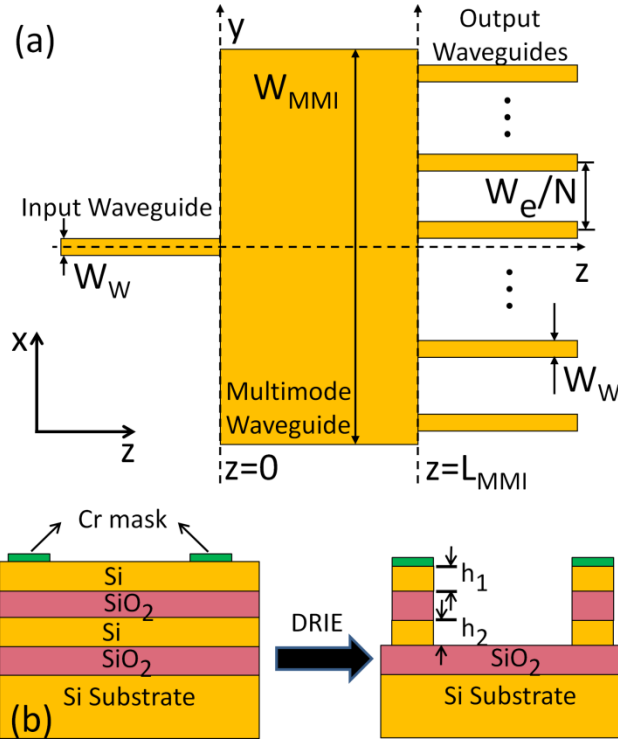 (a)
y
Output
Waveguides
W_MMI
W_e/N
Input Waveguide
W_W
z
x
z
Multimode
Waveguide
W_W
z=0
z=L_MMI
Cr mask
Si
SiO₂
Si
SiO₂
Si Substrate
(b)
DRIE
h₁
h₂
SiO₂
Si Substrate